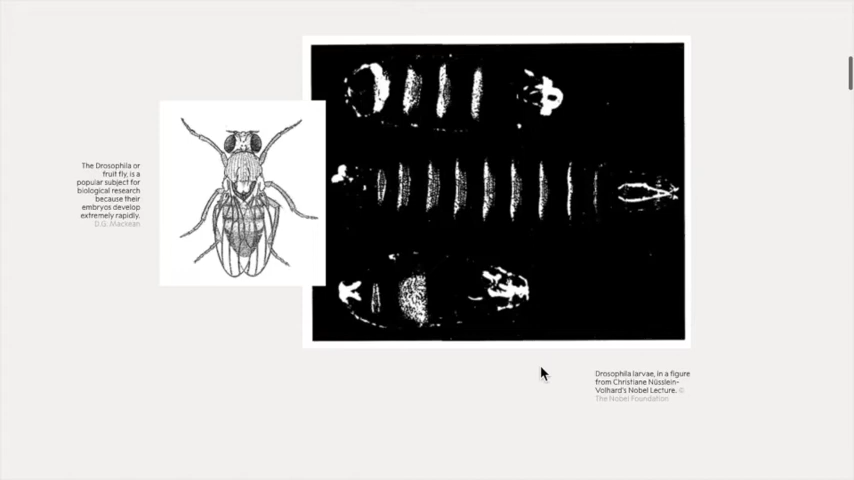 The Drosophila or
fruit fly, is a
popular subject for
biological research
because their
embryos develop
extremely rapidly.
D.G. Mackean
Drosophila larvae, in a figure
from Christiane Nüsslein-
Volhard's Nobel Lecture. ©
The Nobel Foundation